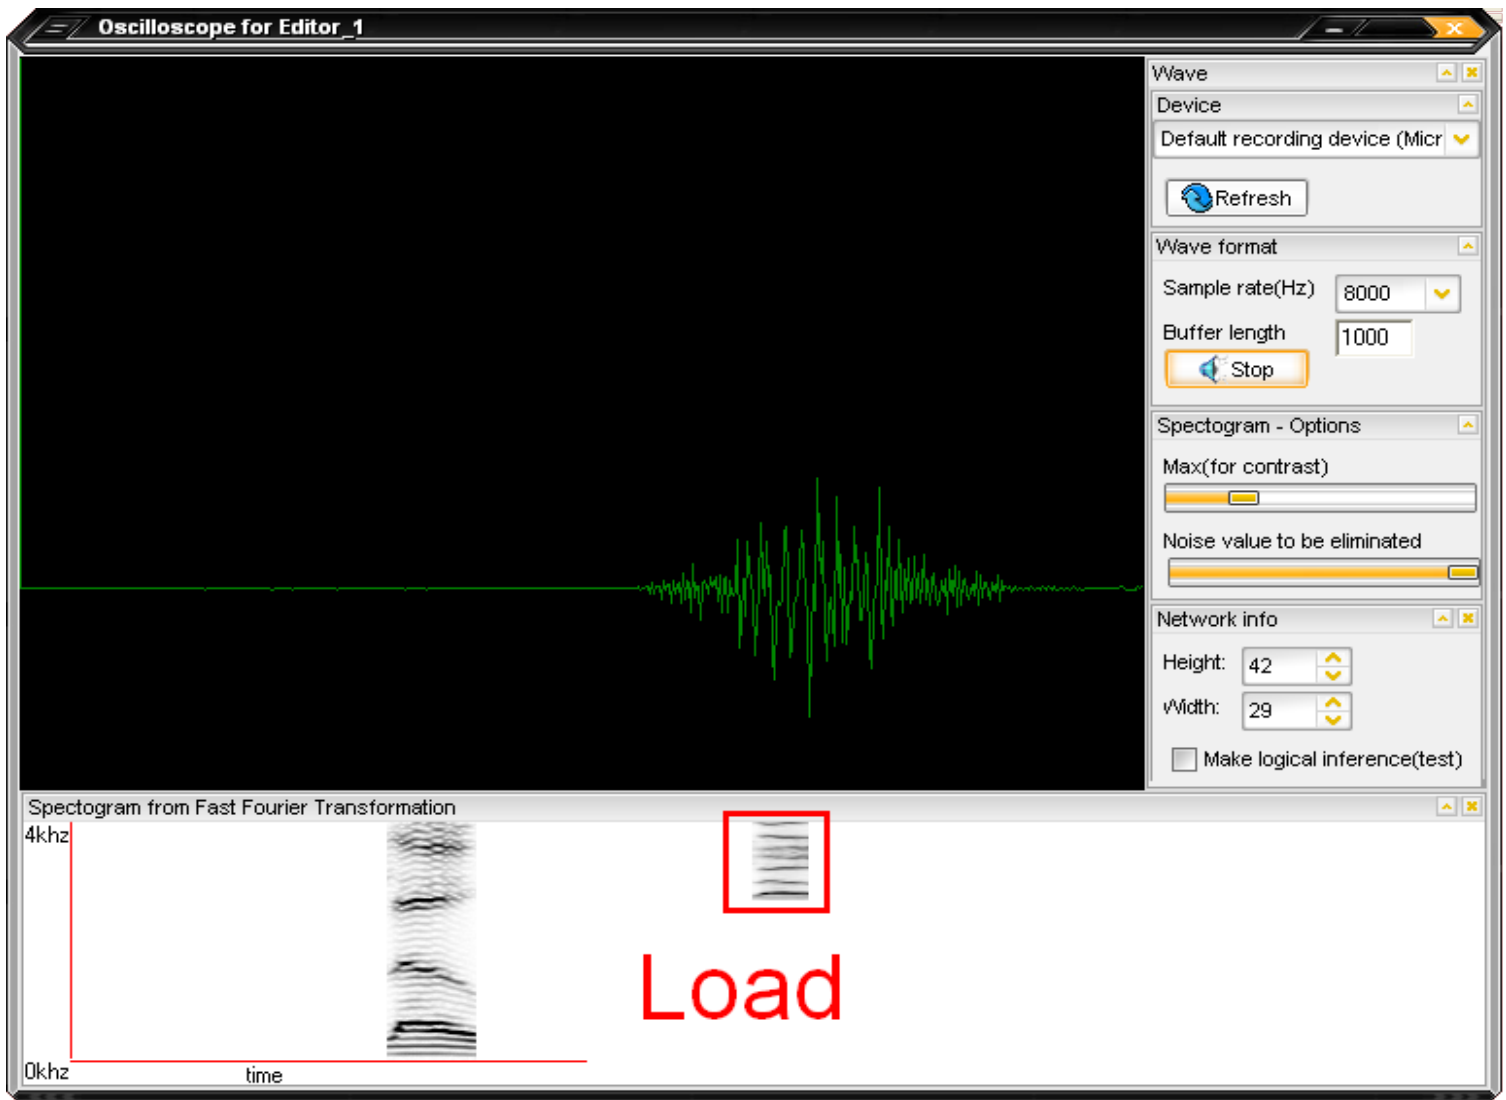 Oscilloscope for Editor_1
Wave
Device
Default recording device (Micr
Refresh
Wave format
Sample rate(Hz) 8000
Buffer length 1000
Stop
Spectogram - Options
Max(for contrast)
Noise value to be eliminated
Network info
Height: 42
Width: 29
Make logical inference(test)
Spectogram from Fast Fourier Transformation
4khz
Load
0khz
time